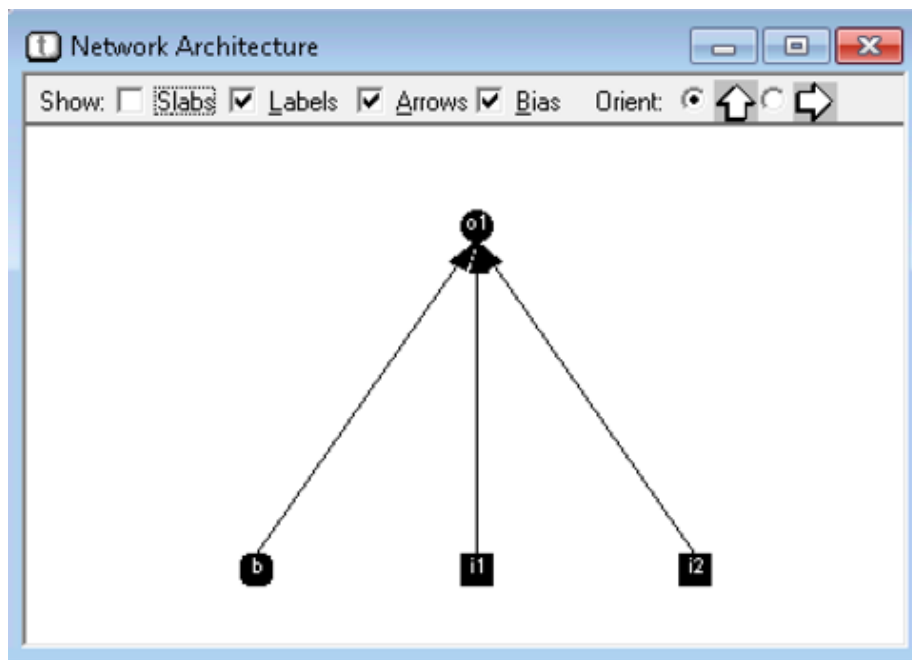 t Network Architecture
Show: Slabs Labels Arrows Bias Orient:
o1
b i1 i2